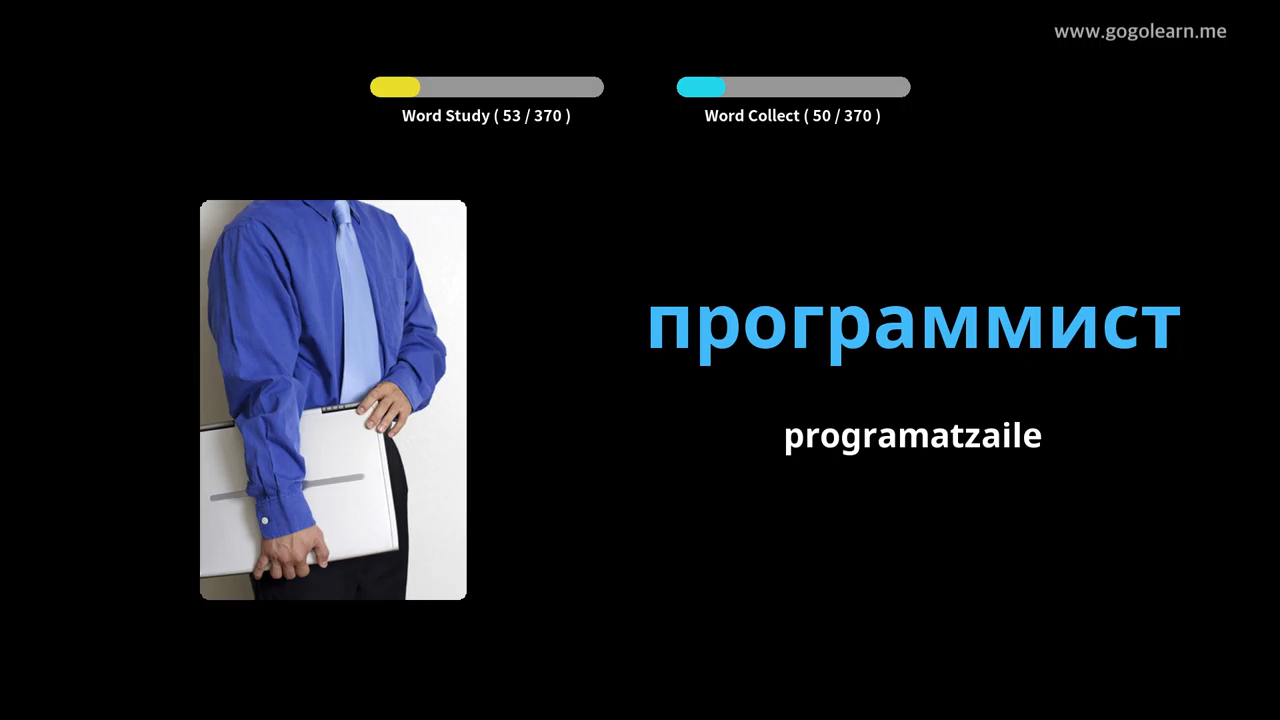 www.gogolearn.me
Word Study ( 53 / 370 )
Word Collect ( 50 / 370 )
программист
programatzaile